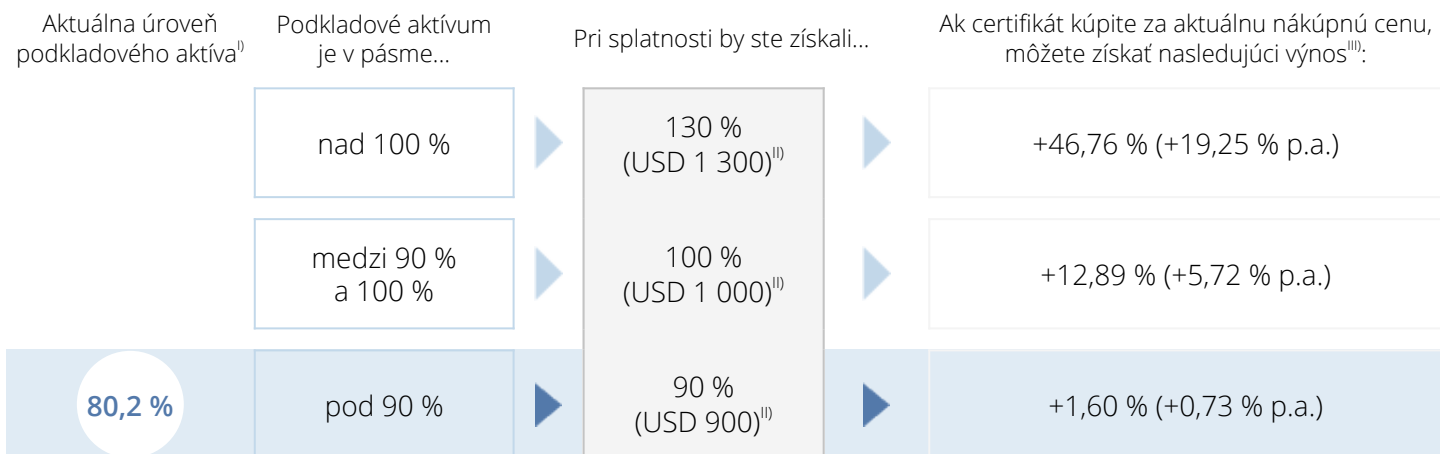 Aktuálna úroveň
podkladového aktíva I)
Podkladové aktívum
je v pásme...
Pri splatnosti by ste získali...
Ak certifikát kúpite za aktuálnu nákúpnú cenu,
môžete získať nasledujúci výnos III):
nad 100 %
130 %
(USD 1 300) II)
+46,76 % (+19,25 % p.a.)
medzi 90 %
a 100 %
100 %
(USD 1 000) II)
+12,89 % (+5,72 % p.a.)
80,2 %
pod 90 %
90 %
(USD 900) II)
+1,60 % (+0,73 % p.a.)